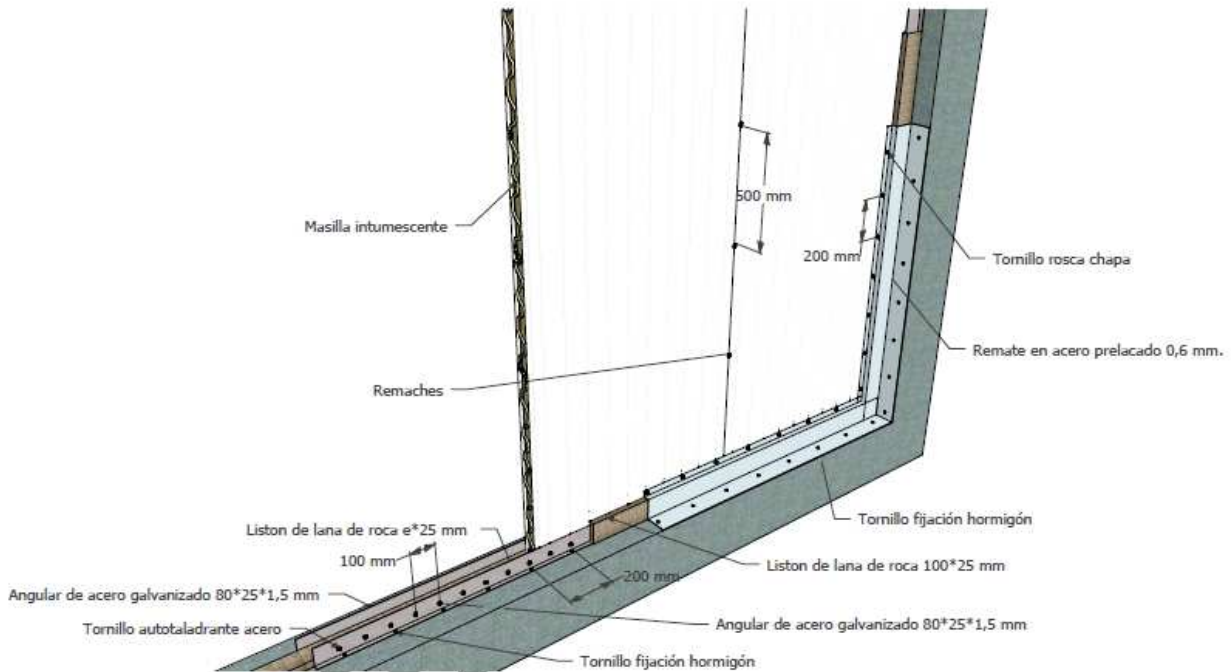 500 mm
Masilla intumescente
200 mm
Tornillo rosca chapa
Remate en acero prelacado 0,6 mm.
Remaches
Tornillo fijación hormigón
Liston de lana de roca e*25 mm
100 mm
Liston de lana de roca 100*25 mm
200 mm
Angular de acero galvanizado 80*25*1,5 mm
Angular de acero galvanizado 80*25*1,5 mm
Tornillo autotaladrante acero
Tornillo fijación hormigón